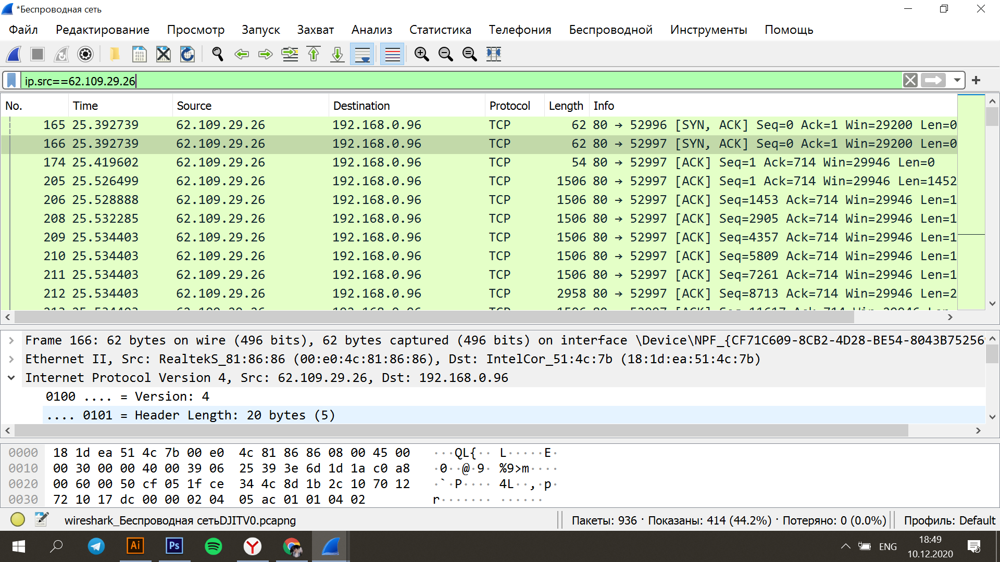 *Беспроводная сеть
Файл Редактирование Просмотр Запуск Захват Анализ Статистика Телефония Беспроводной Инструменты Помощь
ip.src==62.109.29.26
No. Time Source Destination Protocol Length Info
165 25.392739 62.109.29.26 192.168.0.96 TCP 62 80 → 52996 [SYN, ACK] Seq=0 Ack=1 Win=29200 Len=0
166 25.392739 62.109.29.26 192.168.0.96 TCP 62 80 → 52997 [SYN, ACK] Seq=0 Ack=1 Win=29200 Len=0
174 25.419602 62.109.29.26 192.168.0.96 TCP 54 80 → 52997 [ACK] Seq=1 Ack=714 Win=29946 Len=0
205 25.526499 62.109.29.26 192.168.0.96 TCP 1506 80 → 52997 [ACK] Seq=1 Ack=714 Win=29946 Len=1452
206 25.528888 62.109.29.26 192.168.0.96 TCP 1506 80 → 52997 [ACK] Seq=1453 Ack=714 Win=29946 Len=1
208 25.532285 62.109.29.26 192.168.0.96 TCP 1506 80 → 52997 [ACK] Seq=2905 Ack=714 Win=29946 Len=1
209 25.534403 62.109.29.26 192.168.0.96 TCP 1506 80 → 52997 [ACK] Seq=4357 Ack=714 Win=29946 Len=1
210 25.534403 62.109.29.26 192.168.0.96 TCP 1506 80 → 52997 [ACK] Seq=5809 Ack=714 Win=29946 Len=1
211 25.534403 62.109.29.26 192.168.0.96 TCP 1506 80 → 52997 [ACK] Seq=7261 Ack=714 Win=29946 Len=1
212 25.534403 62.109.29.26 192.168.0.96 TCP 2958 80 → 52997 [ACK] Seq=8713 Ack=714 Win=29946 Len=2
Frame 166: 62 bytes on wire (496 bits), 62 bytes captured (496 bits) on interface \Device\NPF_{CF71C609-8CB2-4D28-BE54-8043B75256
Ethernet II, Src: RealtekS_81:86:86 (00:e0:4c:81:86:86), Dst: IntelCor_51:4c:7b (18:1d:ea:51:4c:7b)
Internet Protocol Version 4, Src: 62.109.29.26, Dst: 192.168.0.96
0100 .... = Version: 4
.... 0101 = Header Length: 20 bytes (5)
0000 18 1d ea 51 4c 7b 00 e0 4c 81 86 86 08 00 45 00 ···QL{·· L·····E·
0010 00 30 00 00 40 00 39 06 25 39 3e 6d 1d 1a c0 a8 ·0··@·9· %9>m····
0020 00 60 00 50 cf 05 1f ce 34 4c 8d 1b 2c 10 70 12 ·`·P···· 4L··,·p·
0030 72 10 17 dc 00 00 02 04 05 ac 01 01 04 02 r······· ······
wireshark_Беспроводная сетьDJITV0.pcapng Пакеты: 936 · Показаны: 414 (44.2%) · Потеряно: 0 (0.0%) Профиль: Default
Ai Ps ENG 18:49
10.12.2020